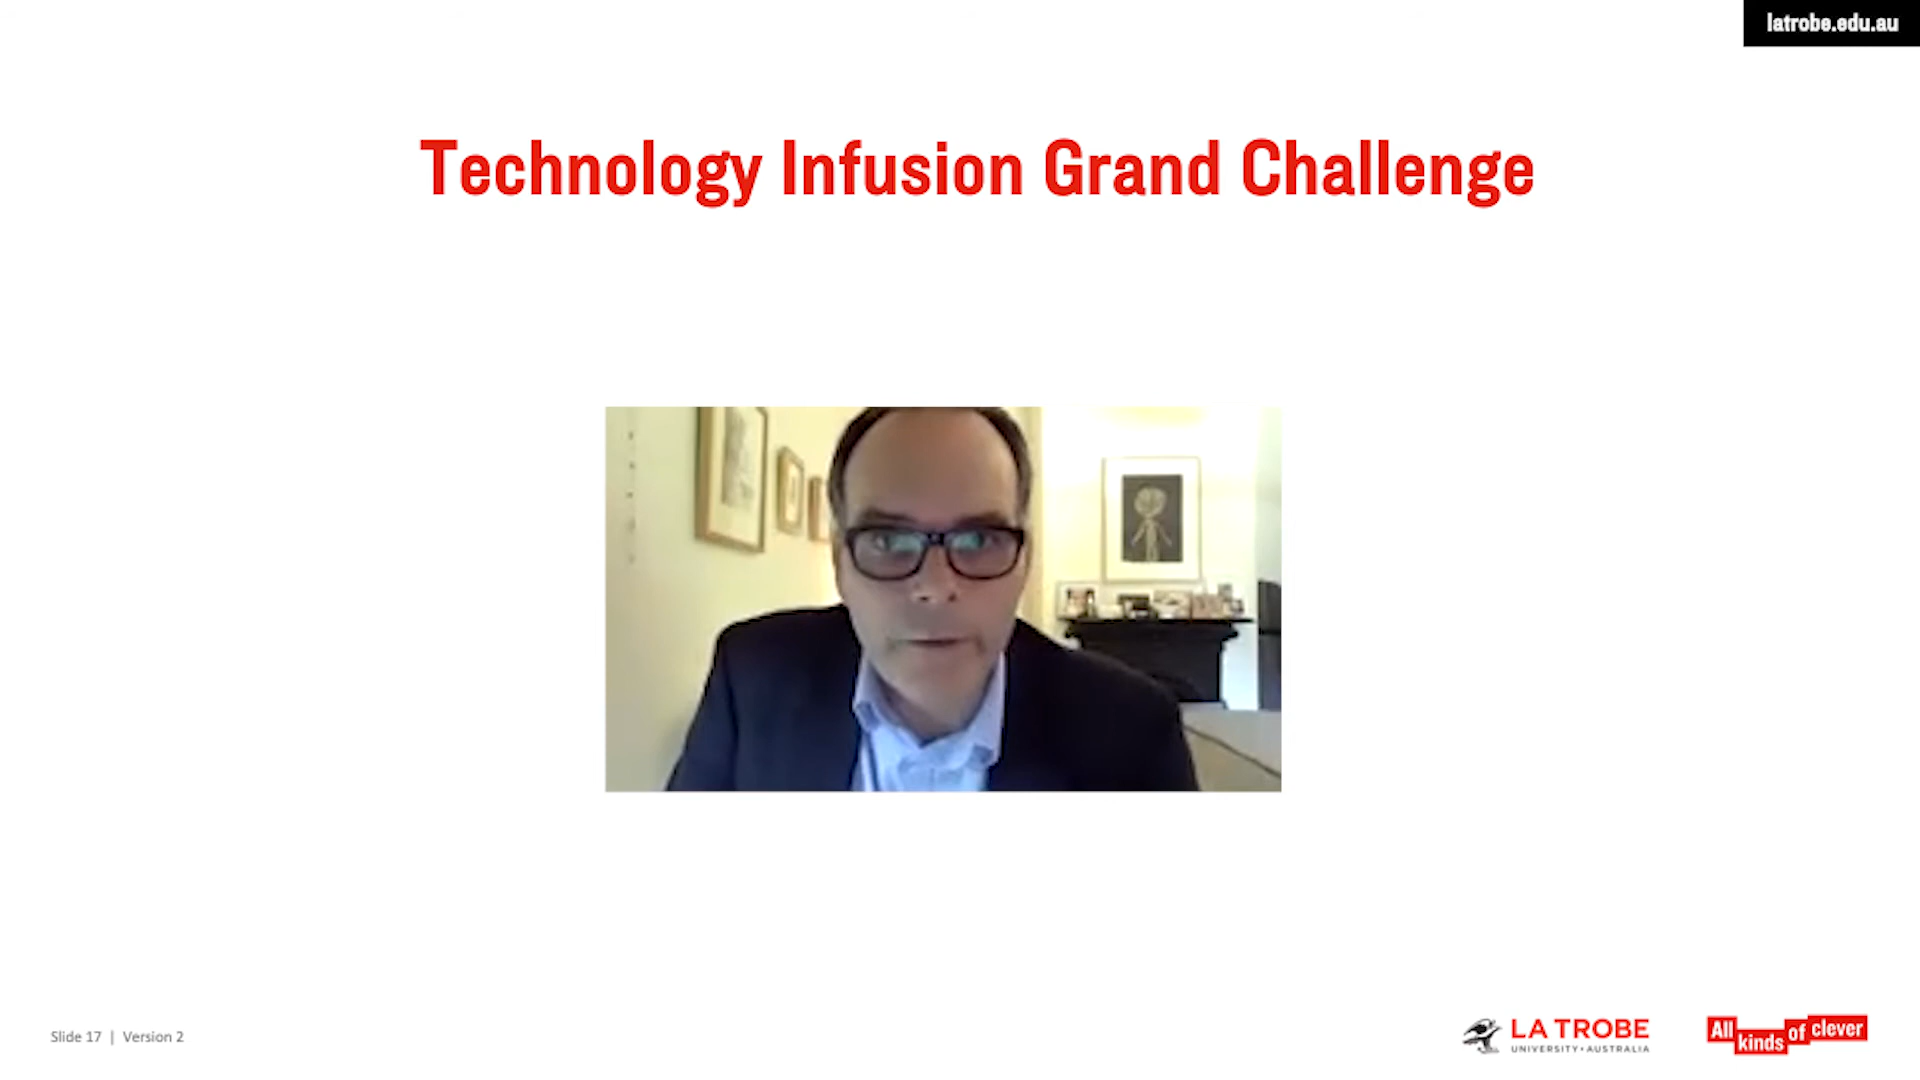 latrobe.edu.au
Technology Infusion Grand Challenge
Slide 17 | Version 2
LA TROBE
UNIVERSITY • AUSTRALIA
All kinds of clever